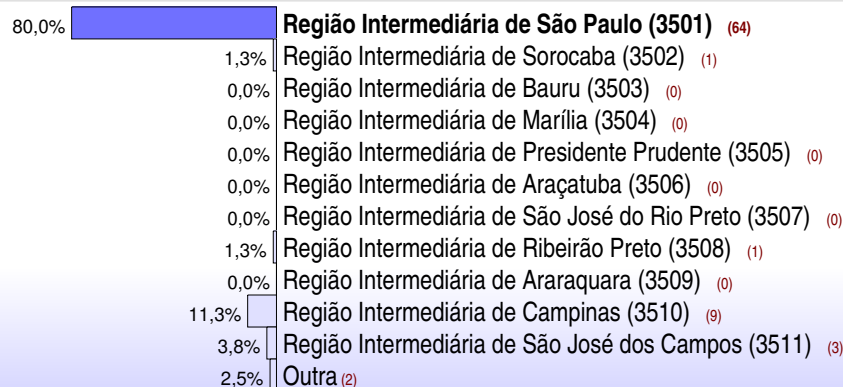 80,0% Região Intermediária de São Paulo (3501) (64)
1,3% Região Intermediária de Sorocaba (3502) (1)
0,0% Região Intermediária de Bauru (3503) (0)
0,0% Região Intermediária de Marília (3504) (0)
0,0% Região Intermediária de Presidente Prudente (3505) (0)
0,0% Região Intermediária de Araçatuba (3506) (0)
0,0% Região Intermediária de São José do Rio Preto (3507) (0)
1,3% Região Intermediária de Ribeirão Preto (3508) (1)
0,0% Região Intermediária de Araraquara (3509) (0)
11,3% Região Intermediária de Campinas (3510) (9)
3,8% Região Intermediária de São José dos Campos (3511) (3)
2,5% Outra (2)